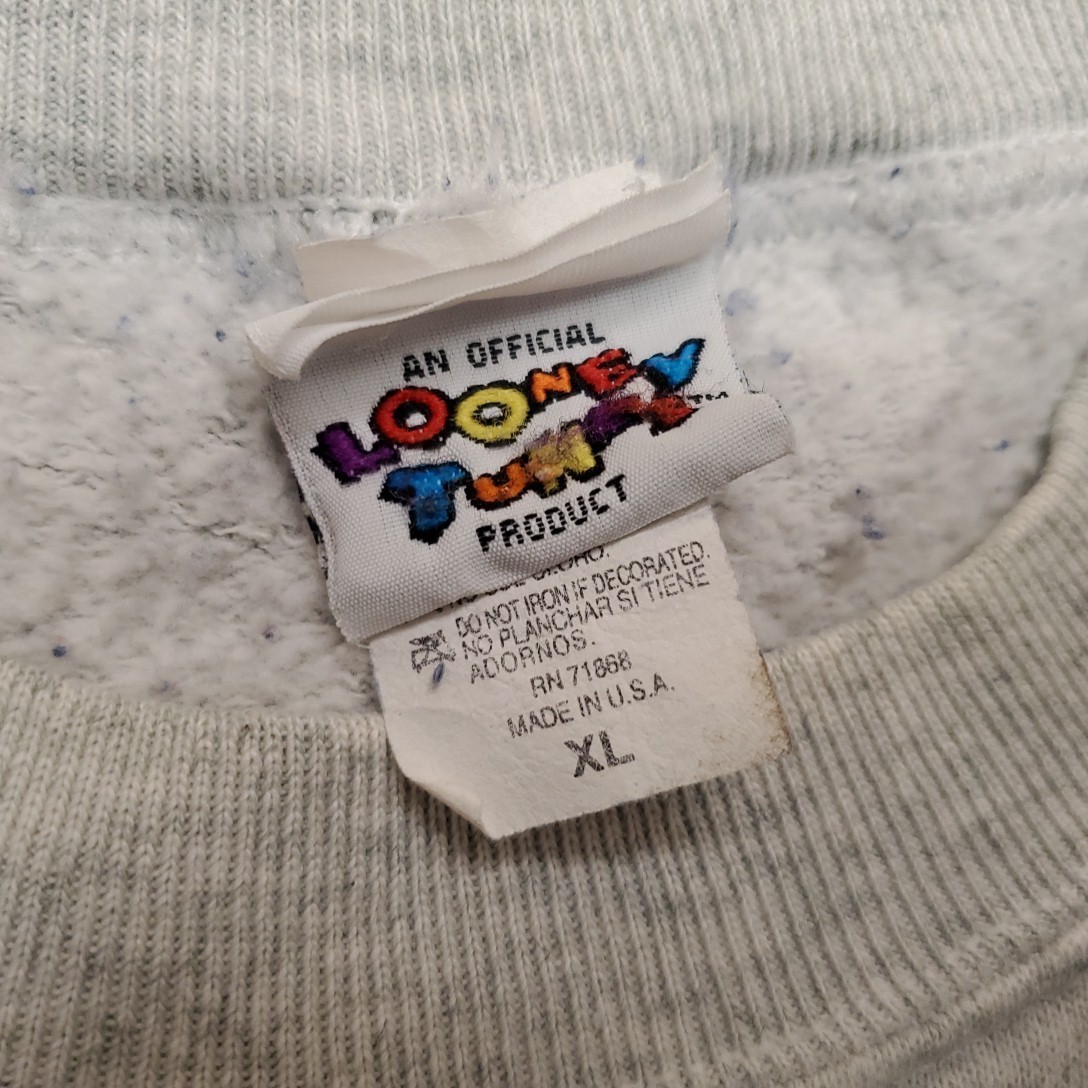 AN OFFICIAL
LOONEY
TUNES™
PRODUCT
DO NOT IRON IF DECORATED.
NO PLANCHAR SI TIENE
ADORNOS.
RN 71868
MADE IN U.S.A.
XL